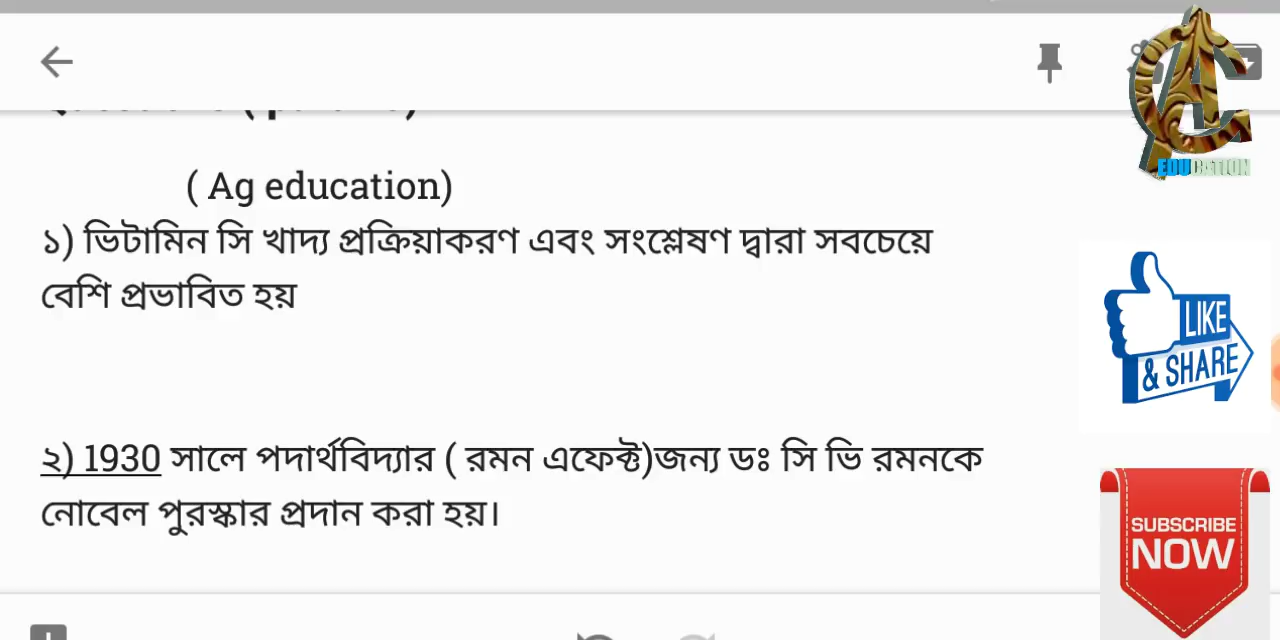 ( Ag education)
১) ভিটামিন সি খাদ্য প্রক্রিয়াকরণ এবং সংশ্লেষণ দ্বারা সবচেয়ে
বেশি প্রভাবিত হয়
২) 1930 সালে পদার্থবিদ্যার ( রমন এফেক্ট)জন্য ডঃ সি ভি রমনকে
নোবেল পুরস্কার প্রদান করা হয়।
EDUCATION
LIKE
& SHARE
SUBSCRIBE
NOW